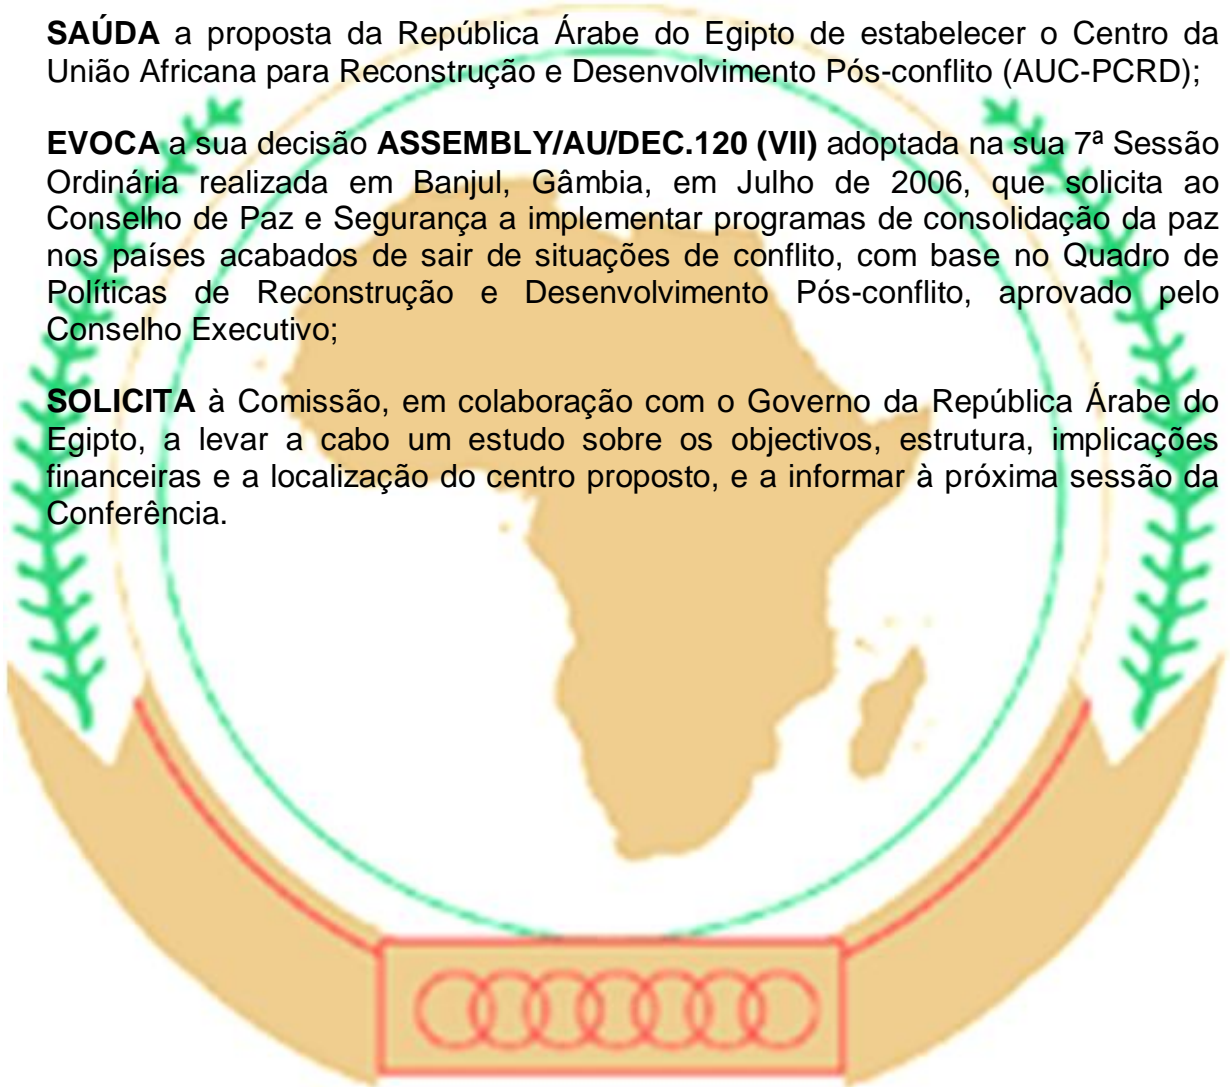 SAÚDA a proposta da República Árabe do Egipto de estabelecer o Centro da
União Africana para Reconstrução e Desenvolvimento Pós-conflito (AUC-PCRD);
EVOCA a sua decisão ASSEMBLY/AU/DEC.120 (VII) adoptada na sua 7ª Sessão
Ordinária realizada em Banjul, Gâmbia, em Julho de 2006, que solicita ao
Conselho de Paz e Segurança a implementar programas de consolidação da paz
nos países acabados de sair de situações de conflito, com base no Quadro de
Políticas de Reconstrução e Desenvolvimento Pós-conflito, aprovado pelo
Conselho Executivo;
SOLICITA à Comissão, em colaboração com o Governo da República Árabe do
Egipto, a levar a cabo um estudo sobre os objectivos, estrutura, implicações
financeiras e a localização do centro proposto, e a informar à próxima sessão da
Conferência.